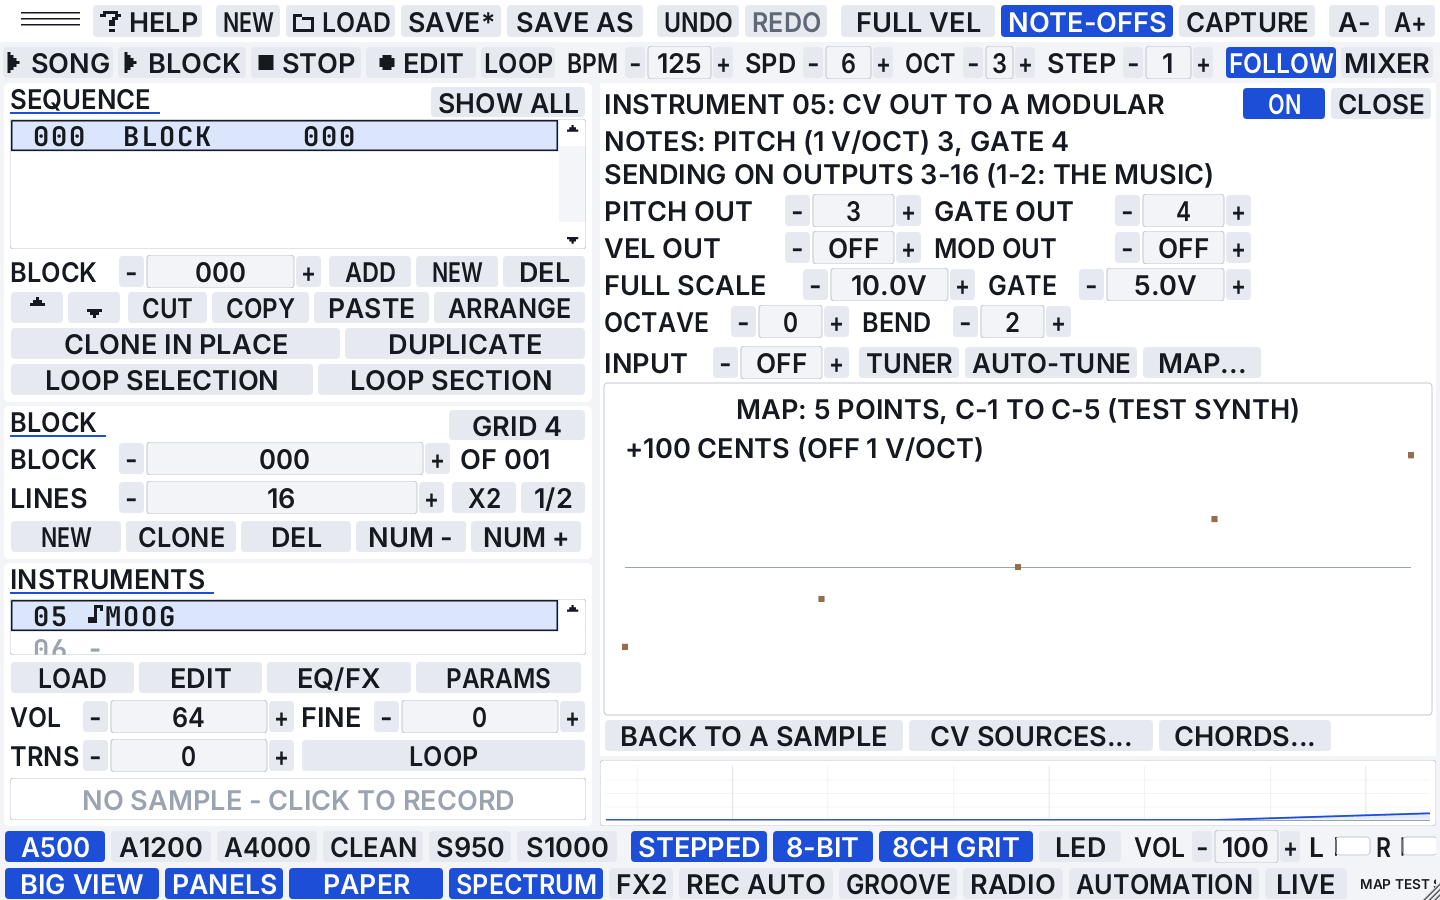 ? HELP NEW LOAD SAVE* SAVE AS UNDO REDO FULL VEL NOTE-OFFS CAPTURE A- A+
SONG BLOCK STOP EDIT LOOP BPM - 125 + SPD - 6 + OCT - 3 + STEP - 1 + FOLLOW MIXER
SEQUENCE SHOW ALL
000 BLOCK 000
BLOCK - 000 + ADD NEW DEL
CUT COPY PASTE ARRANGE
CLONE IN PLACE DUPLICATE
LOOP SELECTION LOOP SECTION
BLOCK GRID 4
BLOCK - 000 + OF 001
LINES - 16 + X2 1/2
NEW CLONE DEL NUM - NUM +
INSTRUMENTS
05 ♪MOOG
06 -
LOAD EDIT EQ/FX PARAMS
VOL - 64 + FINE - 0 +
TRNS - 0 + LOOP
NO SAMPLE - CLICK TO RECORD
INSTRUMENT 05: CV OUT TO A MODULAR ON CLOSE
NOTES: PITCH (1 V/OCT) 3, GATE 4
SENDING ON OUTPUTS 3-16 (1-2: THE MUSIC)
PITCH OUT - 3 + GATE OUT - 4 +
VEL OUT - OFF + MOD OUT - OFF +
FULL SCALE - 10.0V + GATE - 5.0V +
OCTAVE - 0 + BEND - 2 +
INPUT - OFF + TUNER AUTO-TUNE MAP...
MAP: 5 POINTS, C-1 TO C-5 (TEST SYNTH)
+100 CENTS (OFF 1 V/OCT)
BACK TO A SAMPLE CV SOURCES... CHORDS...
A500 A1200 A4000 CLEAN S950 S1000 STEPPED 8-BIT 8CH GRIT LED VOL - 100 + L R
BIG VIEW PANELS PAPER SPECTRUM FX2 REC AUTO GROOVE RADIO AUTOMATION LIVE MAP TEST